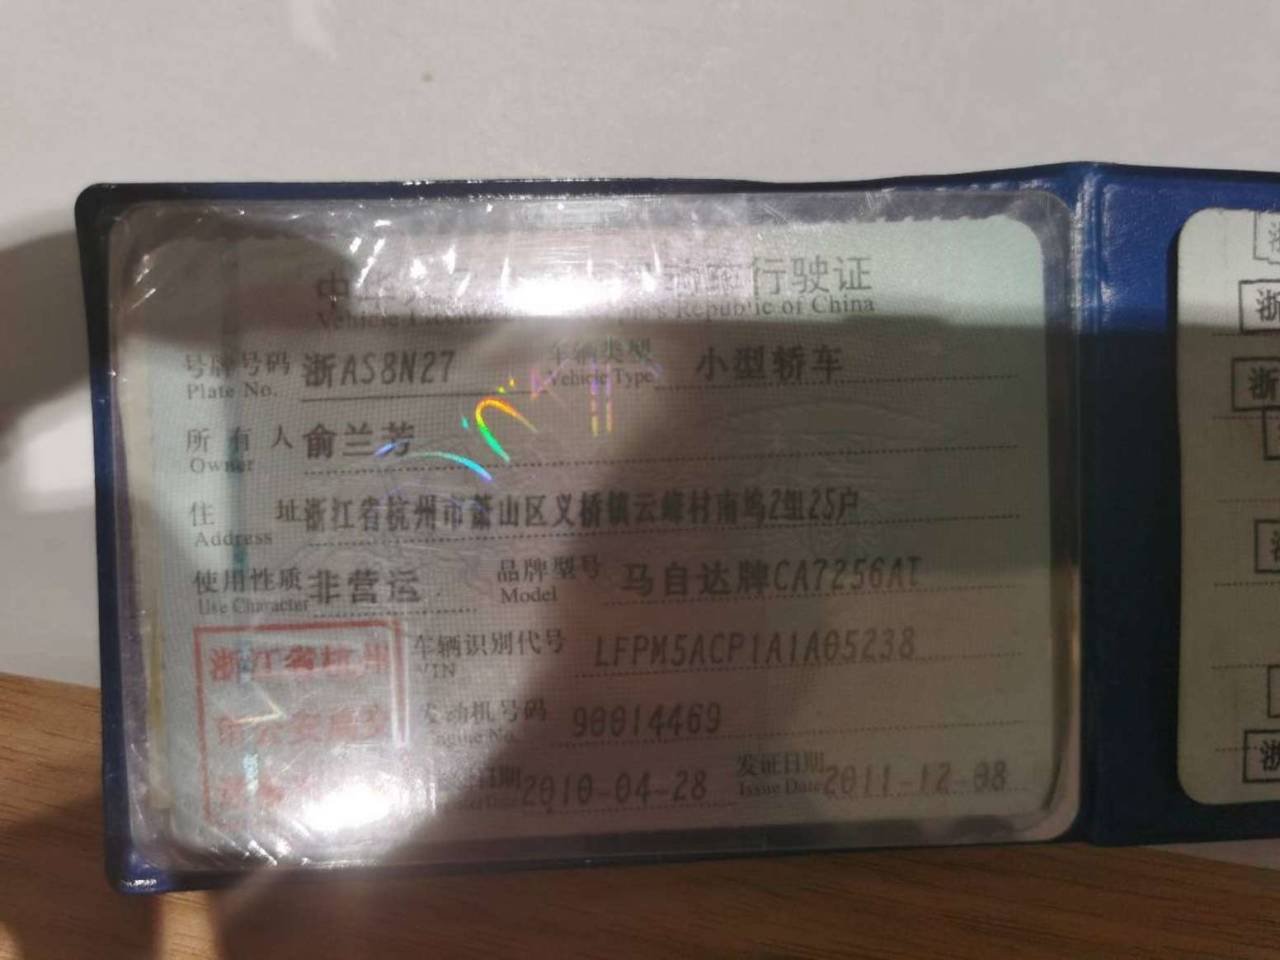 行驶证
Republic of China
号牌号码 浙AS8N27 车辆类型 小型轿车
Plate No. Vehicle Type
所有人 俞兰芳
Owner
住址 浙江省杭州市萧山区义桥镇云峰村南坞2组25户
Address
使用性质 非营运 品牌型号 马自达牌CA7256AT
Use Character Model
浙江省杭州 车辆识别代号 LFPM5ACP1A1A05238
VIN
发动机号码 90014469
Engine No.
日期 2010-04-28 发证日期 2011-12-08
Issue Date